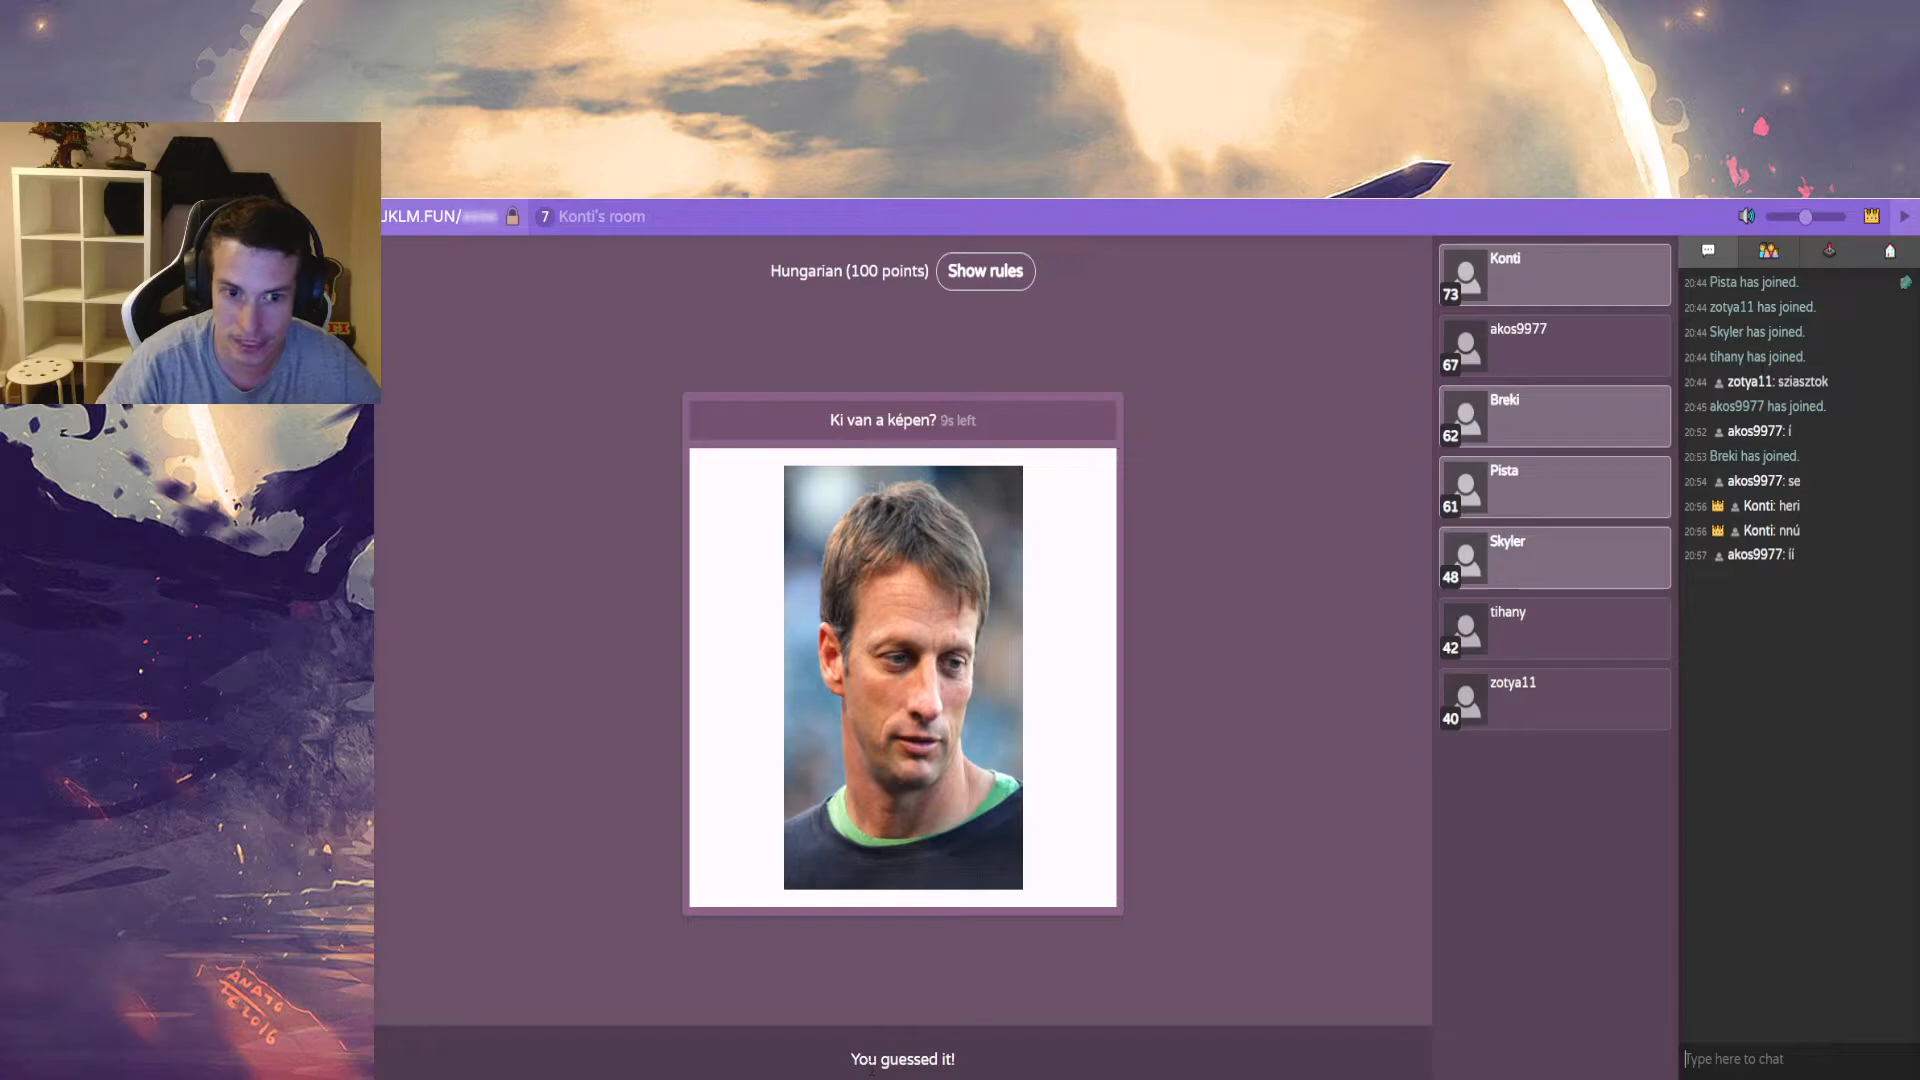 JKLM.FUN/
7 Konti's room
Hungarian (100 points) Show rules
Ki van a képen? 9s left
You guessed it!
Konti
73
akos9977
67
Breki
62
Pista
61
Skyler
48
tihany
42
zotya11
40
20:44 Pista has joined.
20:44 zotya11 has joined.
20:44 Skyler has joined.
20:44 tihany has joined.
20:44 zotya11: sziasztok
20:45 akos9977 has joined.
20:52 akos9977: í
20:53 Breki has joined.
20:54 akos9977: se
20:56 Konti: heri
20:56 Konti: nnú
20:57 akos9977: íí
Type here to chat